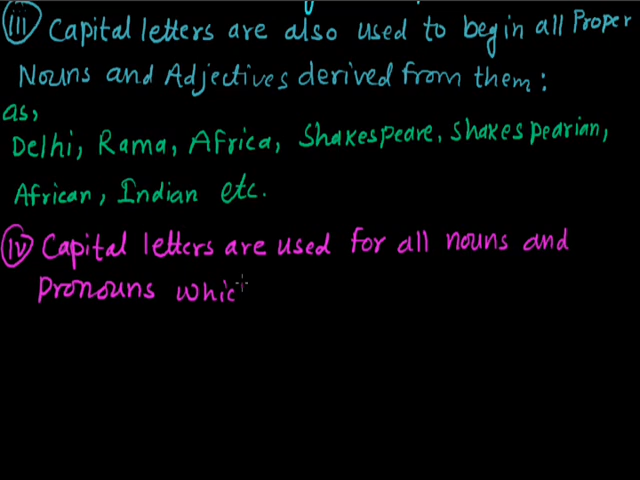 (iii) Capital letters are also used to begin all Proper
Nouns and Adjectives derived from them :
as,
Delhi, Rama, Africa, Shakespeare, Shakespearian,
African, Indian etc.
(iv) Capital letters are used for all nouns and
Pronouns whic